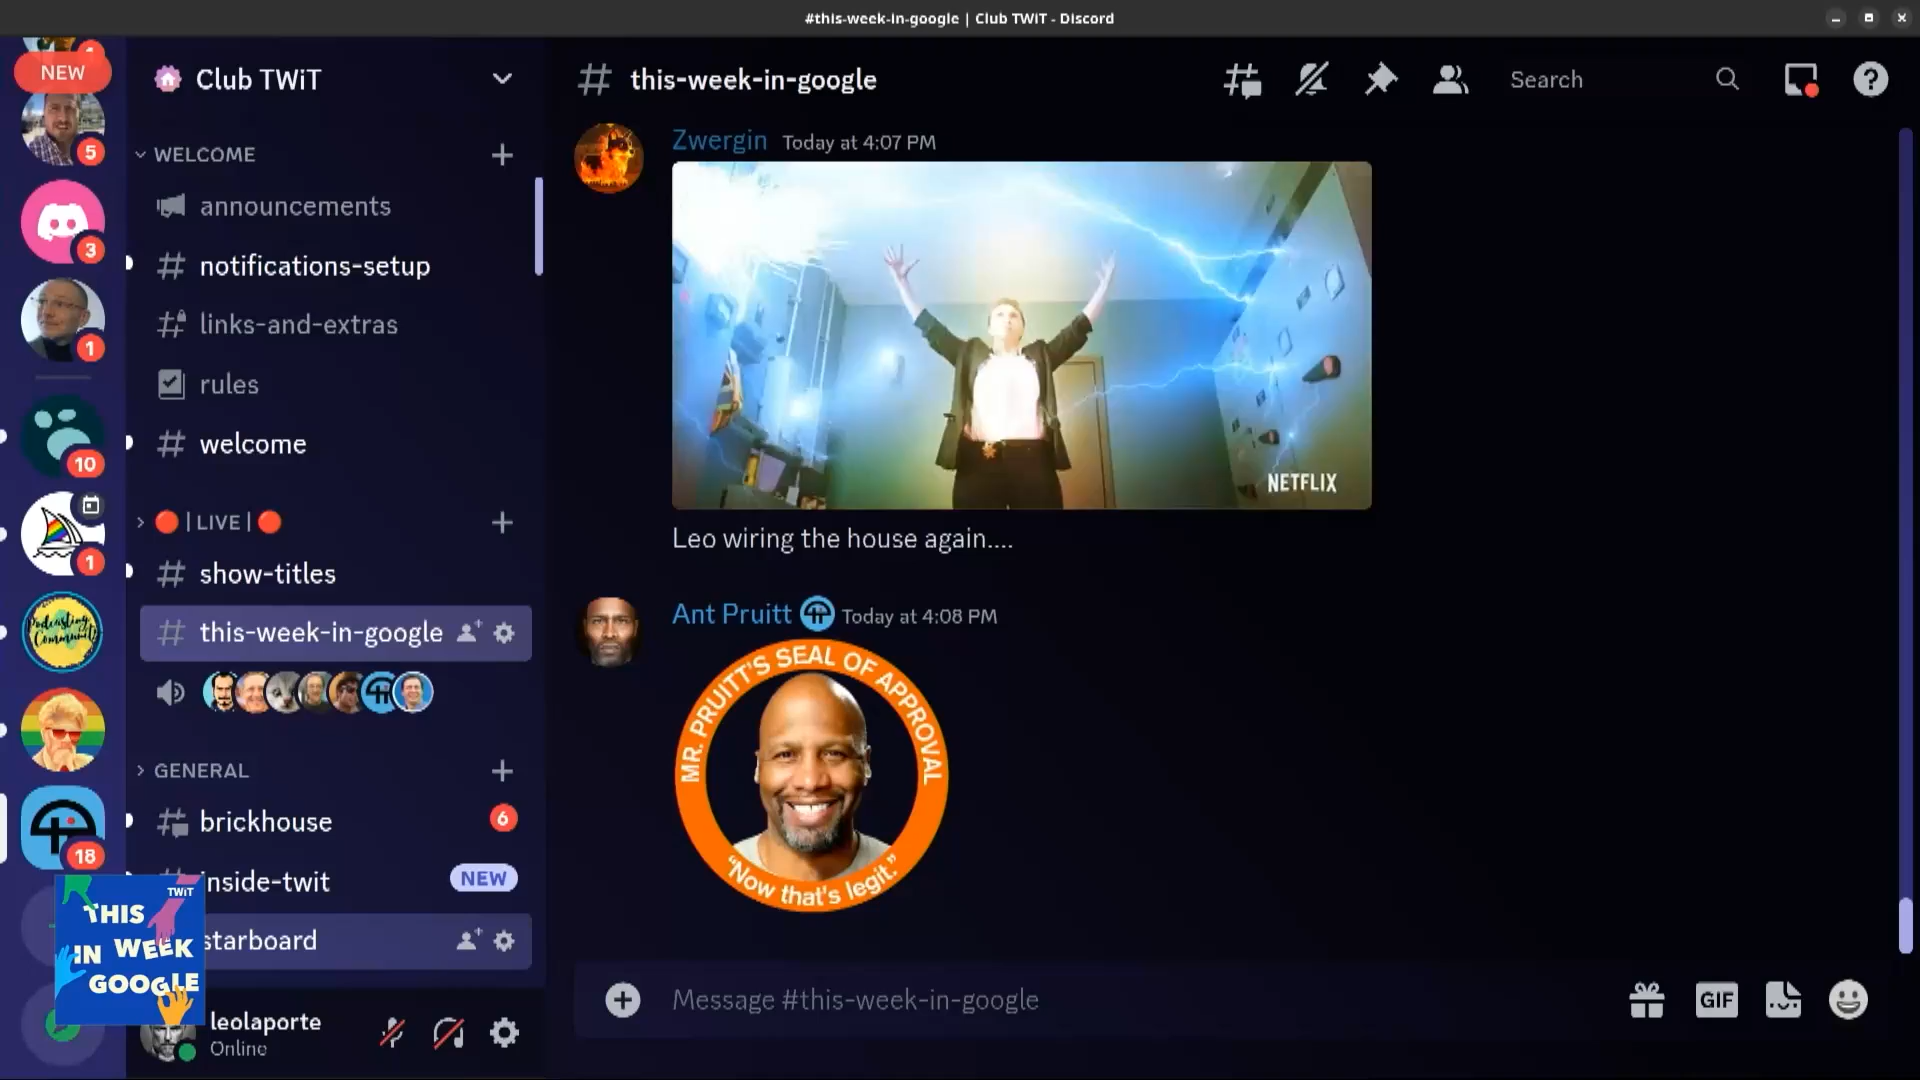 #this-week-in-google | Club TWiT - Discord
NEW
5
3
1
10
1
Podcasting
Community
18
Club TWiT
WELCOME
announcements
notifications-setup
links-and-extras
rules
welcome
| LIVE |
show-titles
this-week-in-google
GENERAL
brickhouse
6
inside-twit
NEW
starboard
TWiT
THIS
IN WEEK
GOOGLE
leolaporte
Online
this-week-in-google
Search
Zwergin Today at 4:07 PM
NETFLIX
Leo wiring the house again....
Ant Pruitt Today at 4:08 PM
MR. PRUITT'S SEAL OF APPROVAL
"Now that's legit."
Message #this-week-in-google
GIF